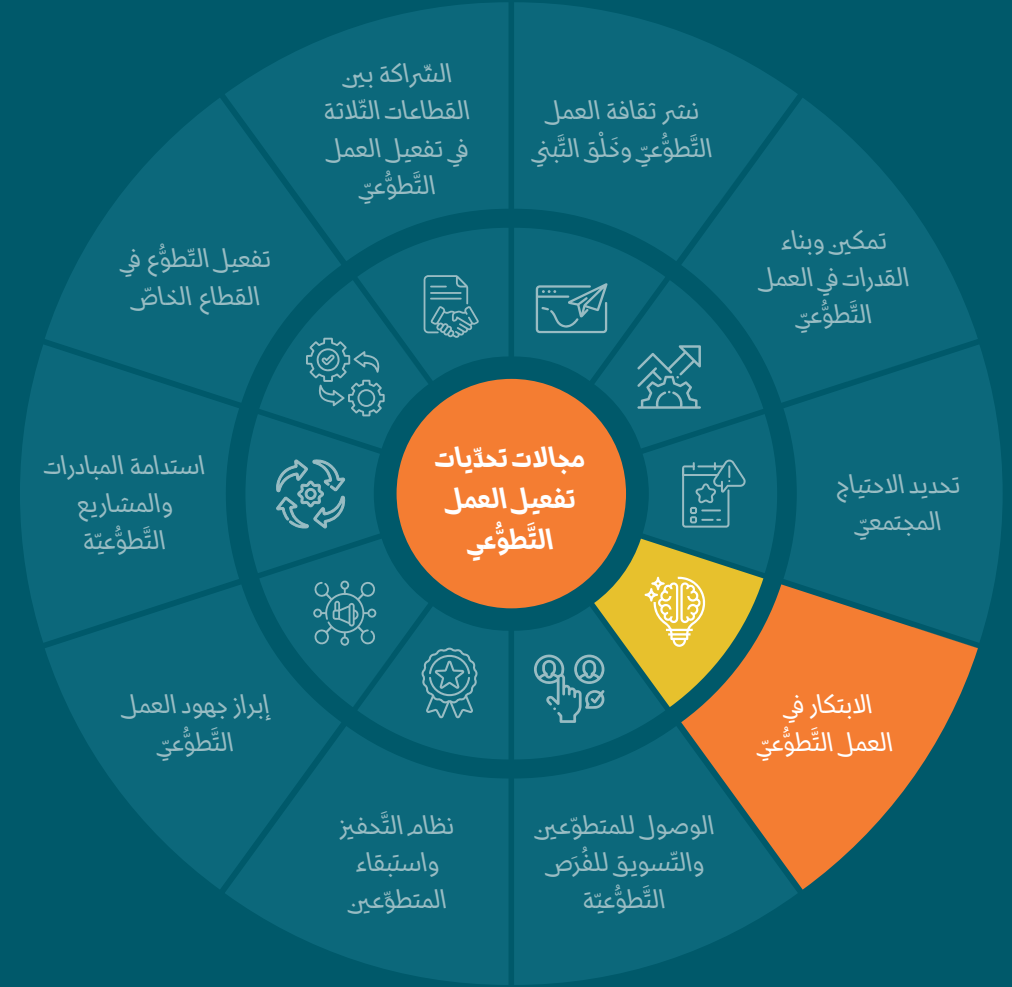 مجالات تحدِّيات
تفعيل العمل
التَّطوُّعي
نشر ثقافة العمل
التَّطوُّعيّ وخَلْق التَّبني
تمكين وبناء
القدرات في العمل
التَّطوُّعيّ
تحديد الاحتياج
المجتمعيّ
الابتكار في
العمل التَّطوُّعيّ
الوصول للمتطوّعين
والتّسويق للفُرَص
التَّطوُّعيّة
نظام التَّحفيز
واستبقاء
المتطوّعين
إبراز جهود العمل
التَّطوُّعيّ
استدامة المبادرات
والمشاريع
التَّطوُّعيّة
تفعيل التّطوُّع في
القطاع الخاصّ
الشّراكة بين
القطاعات الثّلاثة
في تفعيل العمل
التَّطوُّعيّ